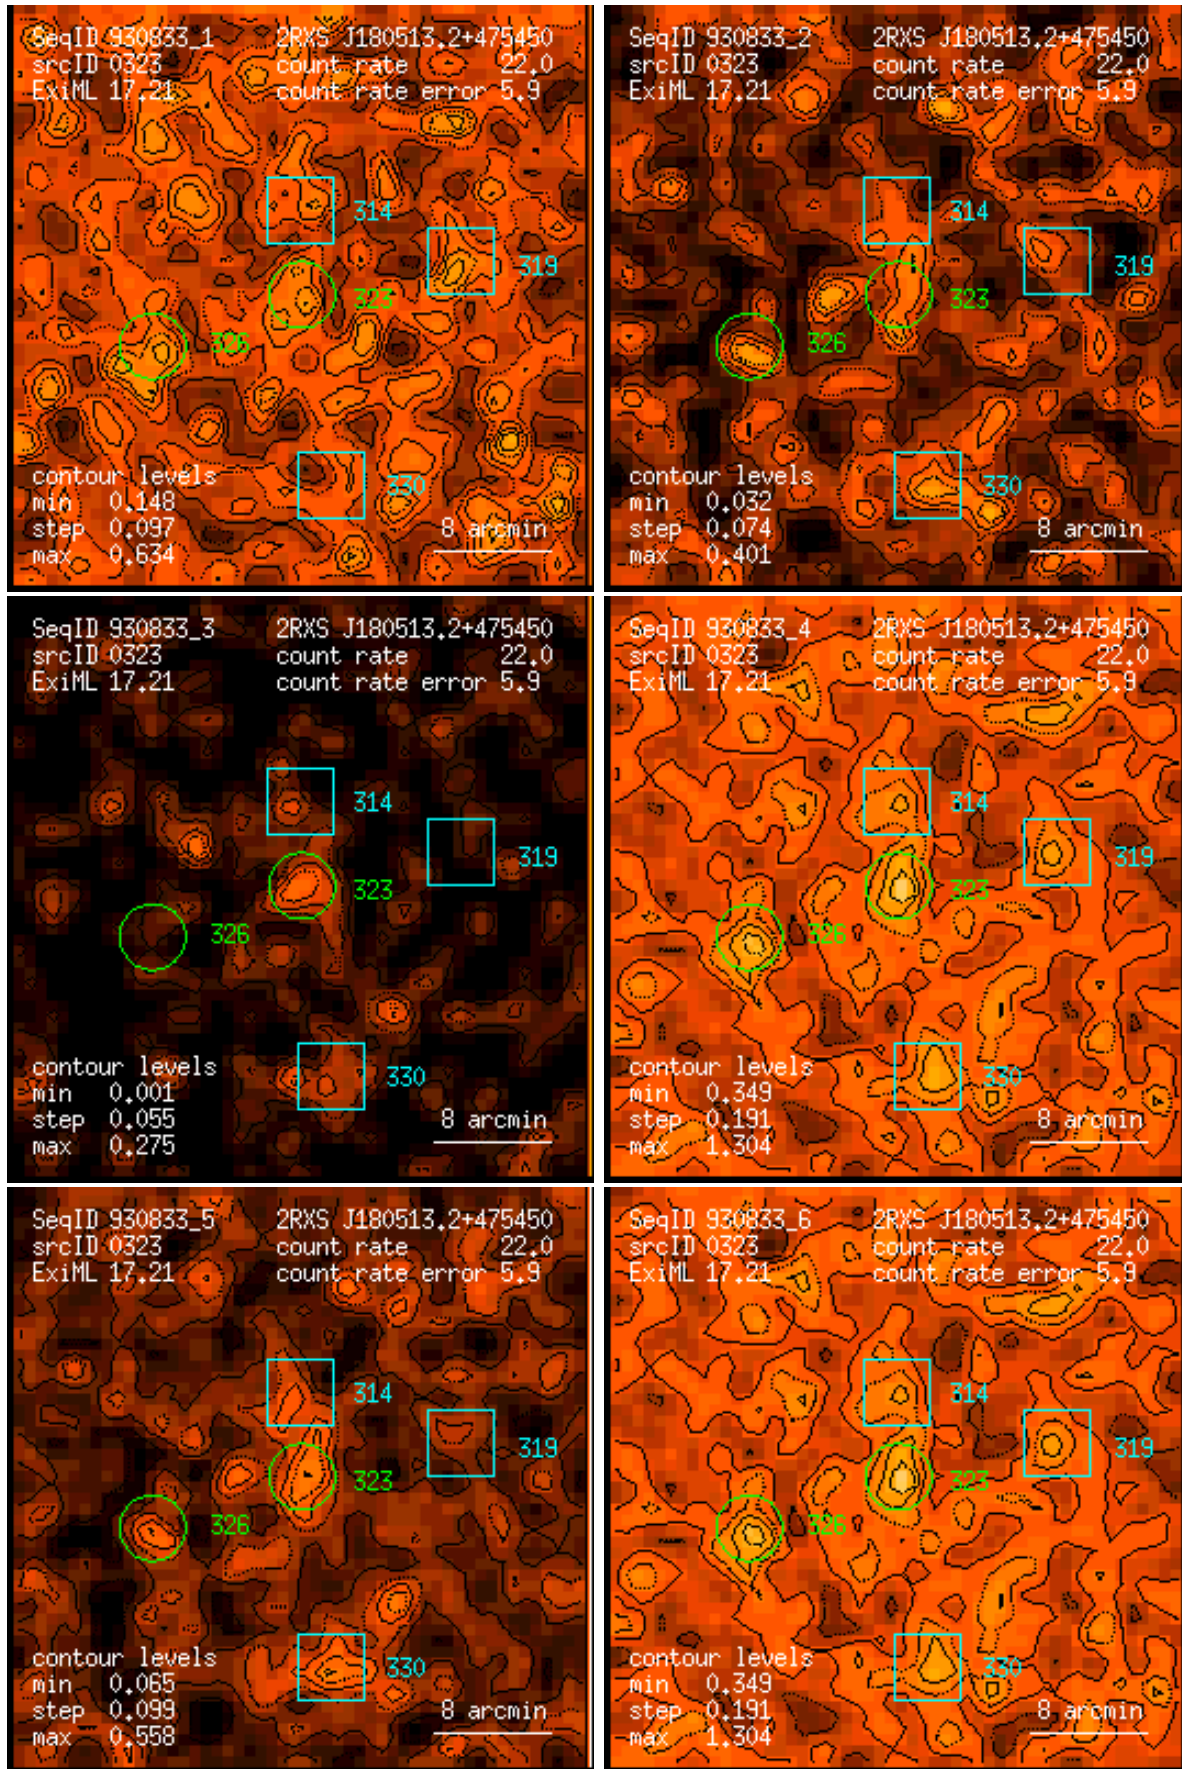 SeqID 930833_1 2RXS J180513.2+475450
srcID 0323 count rate 22.0
ExiML 17.21 count rate error 5.9
314
319
323
326
contour levels
330
min 0.148
step 0.097 8 arcmin
max 0.634
SeqID 930833_2 2RXS J180513.2+475450
srcID 0323 count rate 22.0
ExiML 17.21 count rate error 5.9
314
319
323
326
contour levels
330
min 0.032
step 0.074 8 arcmin
max 0.401
SeqID 930833_3 2RXS J180513.2+475450
srcID 0323 count rate 22.0
ExiML 17.21 count rate error 5.9
314
319
323
326
contour levels
330
min 0.001
step 0.055 8 arcmin
max 0.275
SeqID 930833_4 2RXS J180513.2+475450
srcID 0323 count rate 22.0
ExiML 17.21 count rate error 5.9
314
319
323
326
contour levels
330
min 0.349
step 0.191 8 arcmin
max 1.304
SeqID 930833_5 2RXS J180513.2+475450
srcID 0323 count rate 22.0
ExiML 17.21 count rate error 5.9
314
319
323
326
contour levels
330
min 0.065
step 0.099 8 arcmin
max 0.558
SeqID 930833_6 2RXS J180513.2+475450
srcID 0323 count rate 22.0
ExiML 17.21 count rate error 5.9
314
319
323
326
contour levels
330
min 0.349
step 0.191 8 arcmin
max 1.304